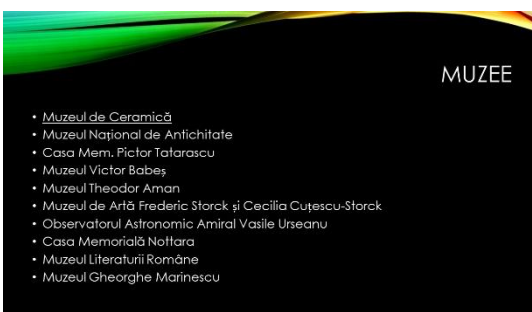 MUZEE
• Muzeul de Ceramică
• Muzeul Național de Antichitate
• Casa Mem. Pictor Tatarascu
• Muzeul Victor Babeș
• Muzeul Theodor Aman
• Muzeul de Artă Frederic Storck și Cecilia Cuțescu-Storck
• Observatorul Astronomic Amiral Vasile Urseanu
• Casa Memorială Nottara
• Muzeul Literaturii Române
• Muzeul Gheorghe Marinescu